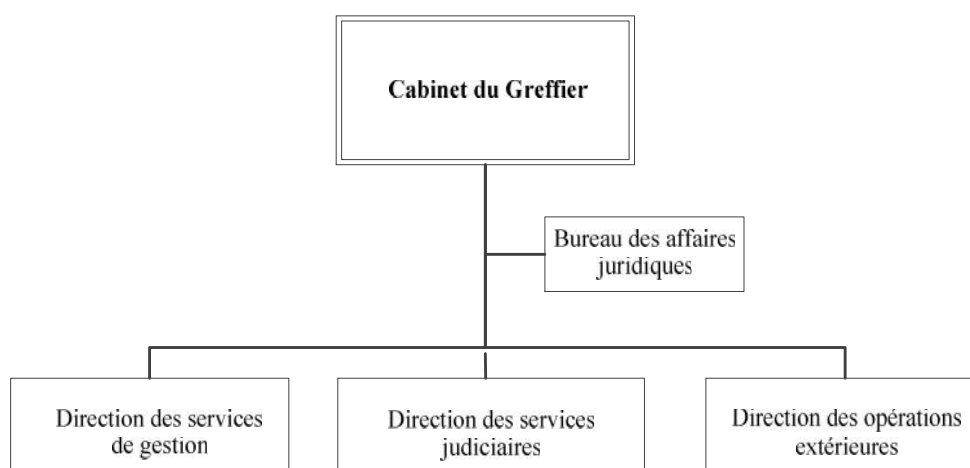 Cabinet du Greffier
Bureau des affaires
juridiques
Direction des services
de gestion
Direction des services
judiciaires
Direction des opérations
extérieures